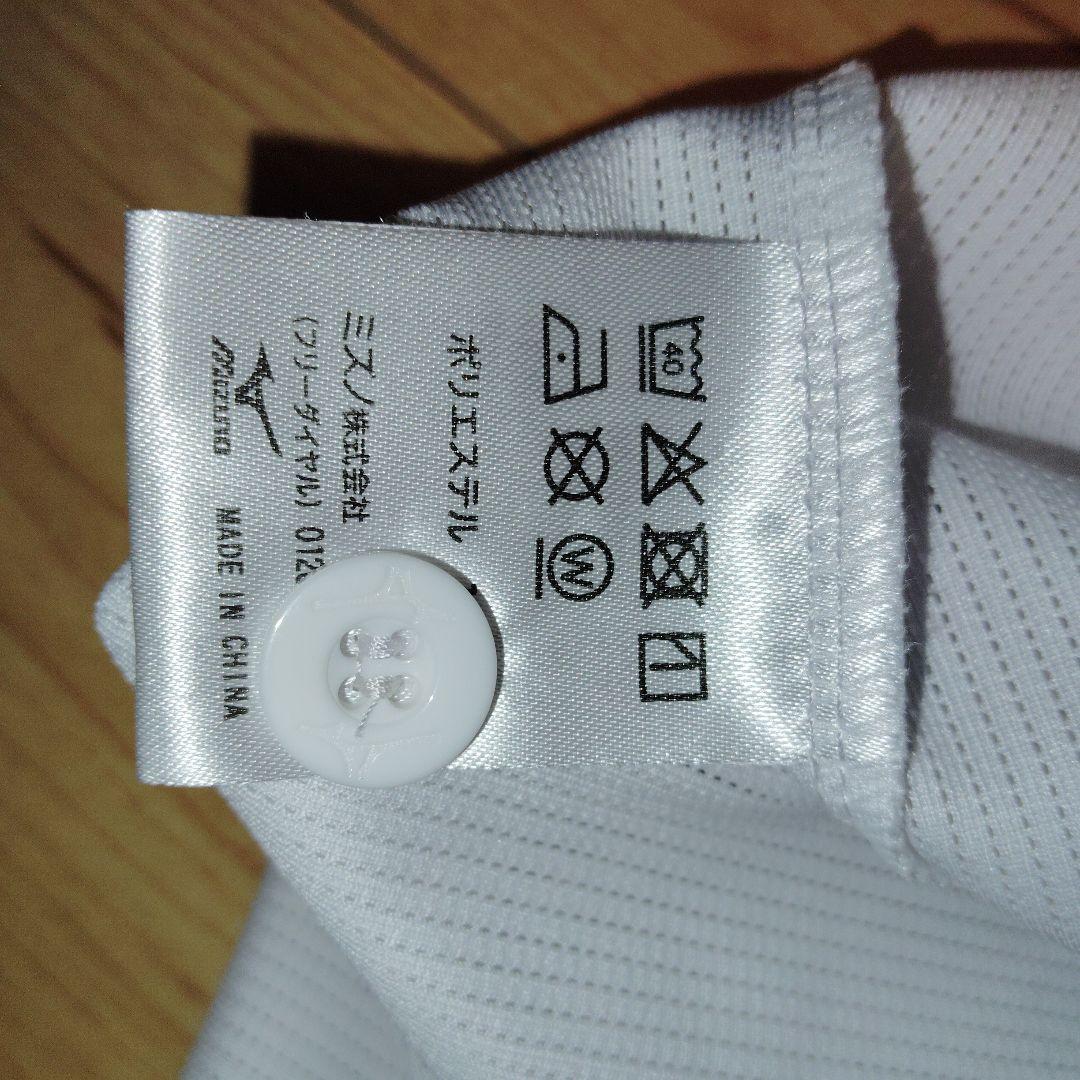 40
W
ポリエステル
ミズノ株式会社
(フリーダイヤル) 012
MIZUNO MADE IN CHINA